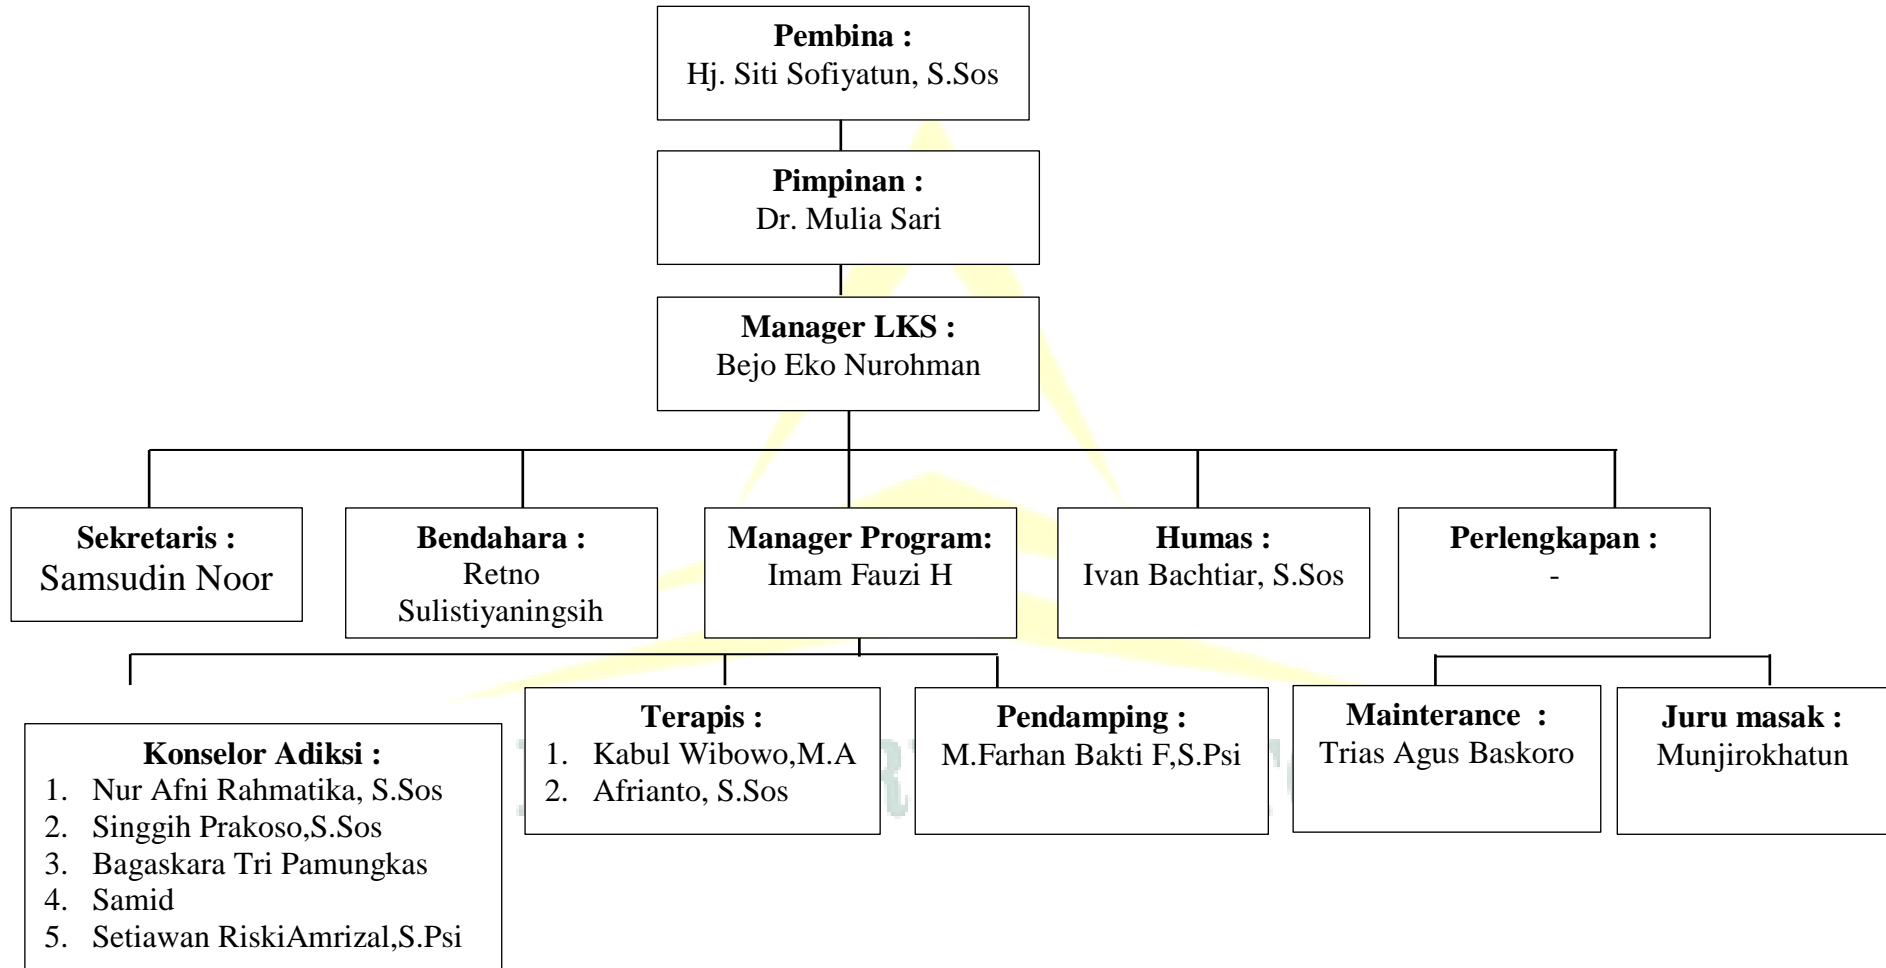 Pembina :
Hj. Siti Sofiyatun, S.Sos
Pimpinan :
Dr. Mulia Sari
Manager LKS :
Bejo Eko Nurohman
Sekretaris :
Samsudin Noor
Bendahara :
Retno
Sulistiyaningsih
Manager Program:
Imam Fauzi H
Humas :
Ivan Bachtiar, S.Sos
Perlengkapan :
-
Konselor Adiksi :
1. Nur Afni Rahmatika, S.Sos
2. Singgih Prakoso,S.Sos
3. Bagaskara Tri Pamungkas
4. Samid
5. Setiawan RiskiAmrizal,S.Psi
Terapis :
1. Kabul Wibowo,M.A
2. Afrianto, S.Sos
Pendamping :
M.Farhan Bakti F,S.Psi
Mainterance :
Trias Agus Baskoro
Juru masak :
Munjirokhatun